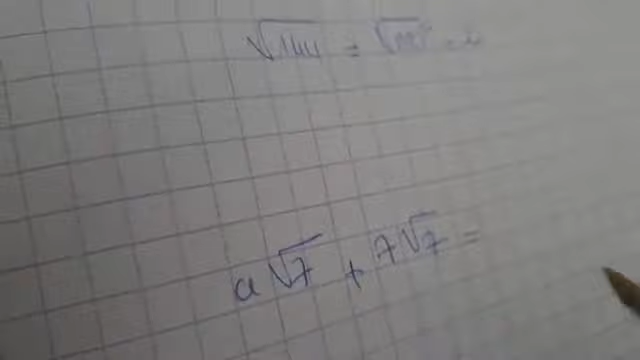 √144 =
a√7 + 7√7 =